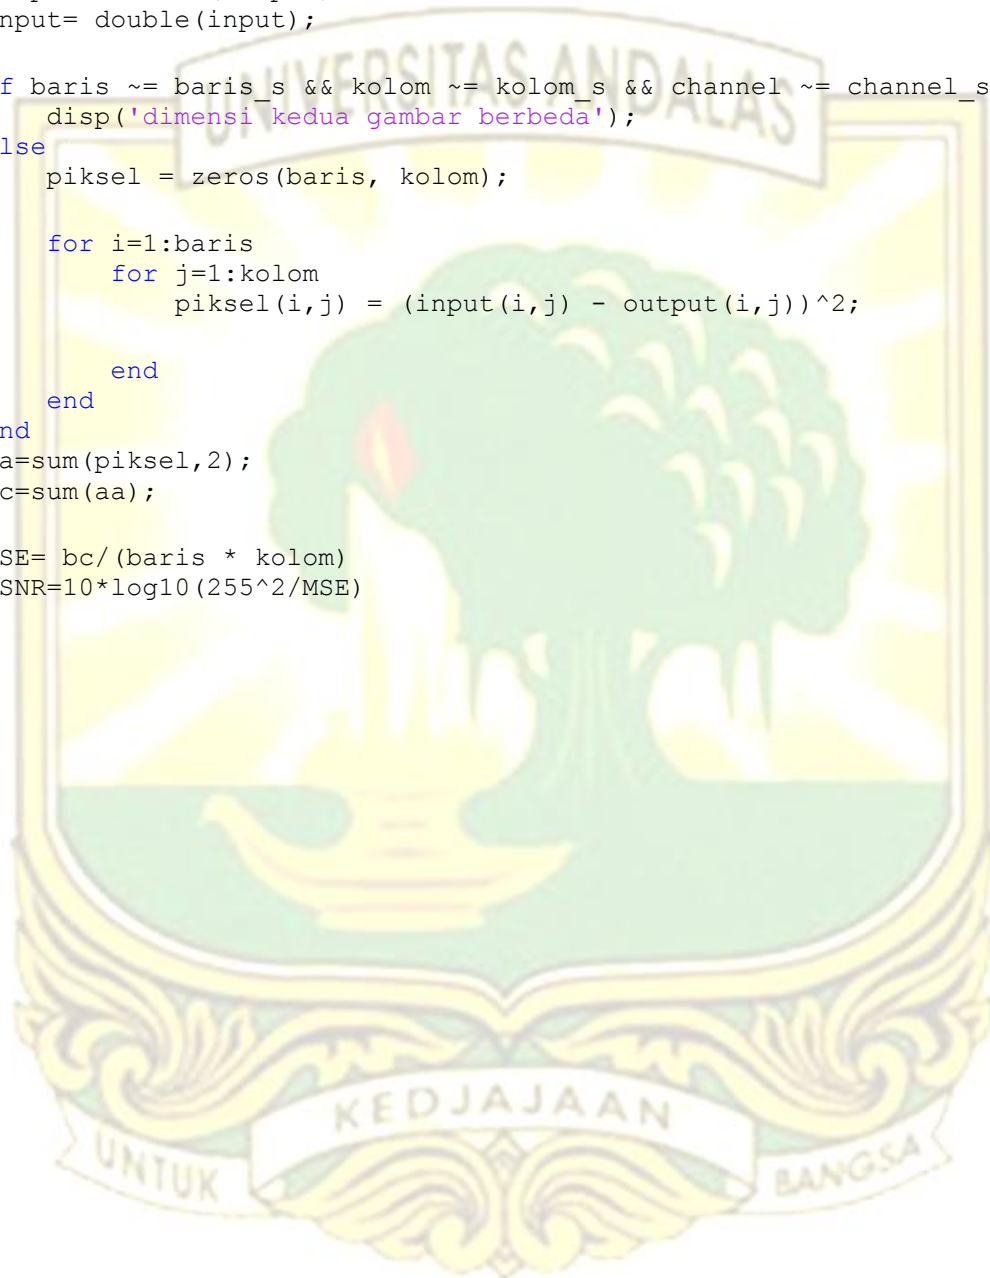 nput= double(input);
f baris ~= baris_s && kolom ~= kolom_s && channel ~= channel_s
disp('dimensi kedua gambar berbeda');
lse
piksel = zeros(baris, kolom);
for i=1:baris
for j=1:kolom
piksel(i,j) = (input(i,j) - output(i,j))^2;
end
end
nd
a=sum(piksel,2);
c=sum(aa);
SE= bc/(baris * kolom)
SNR=10*log10(255^2/MSE)
UNIVERSITAS ANDALAS
UNTUK KEDJAJAAN BANGSA